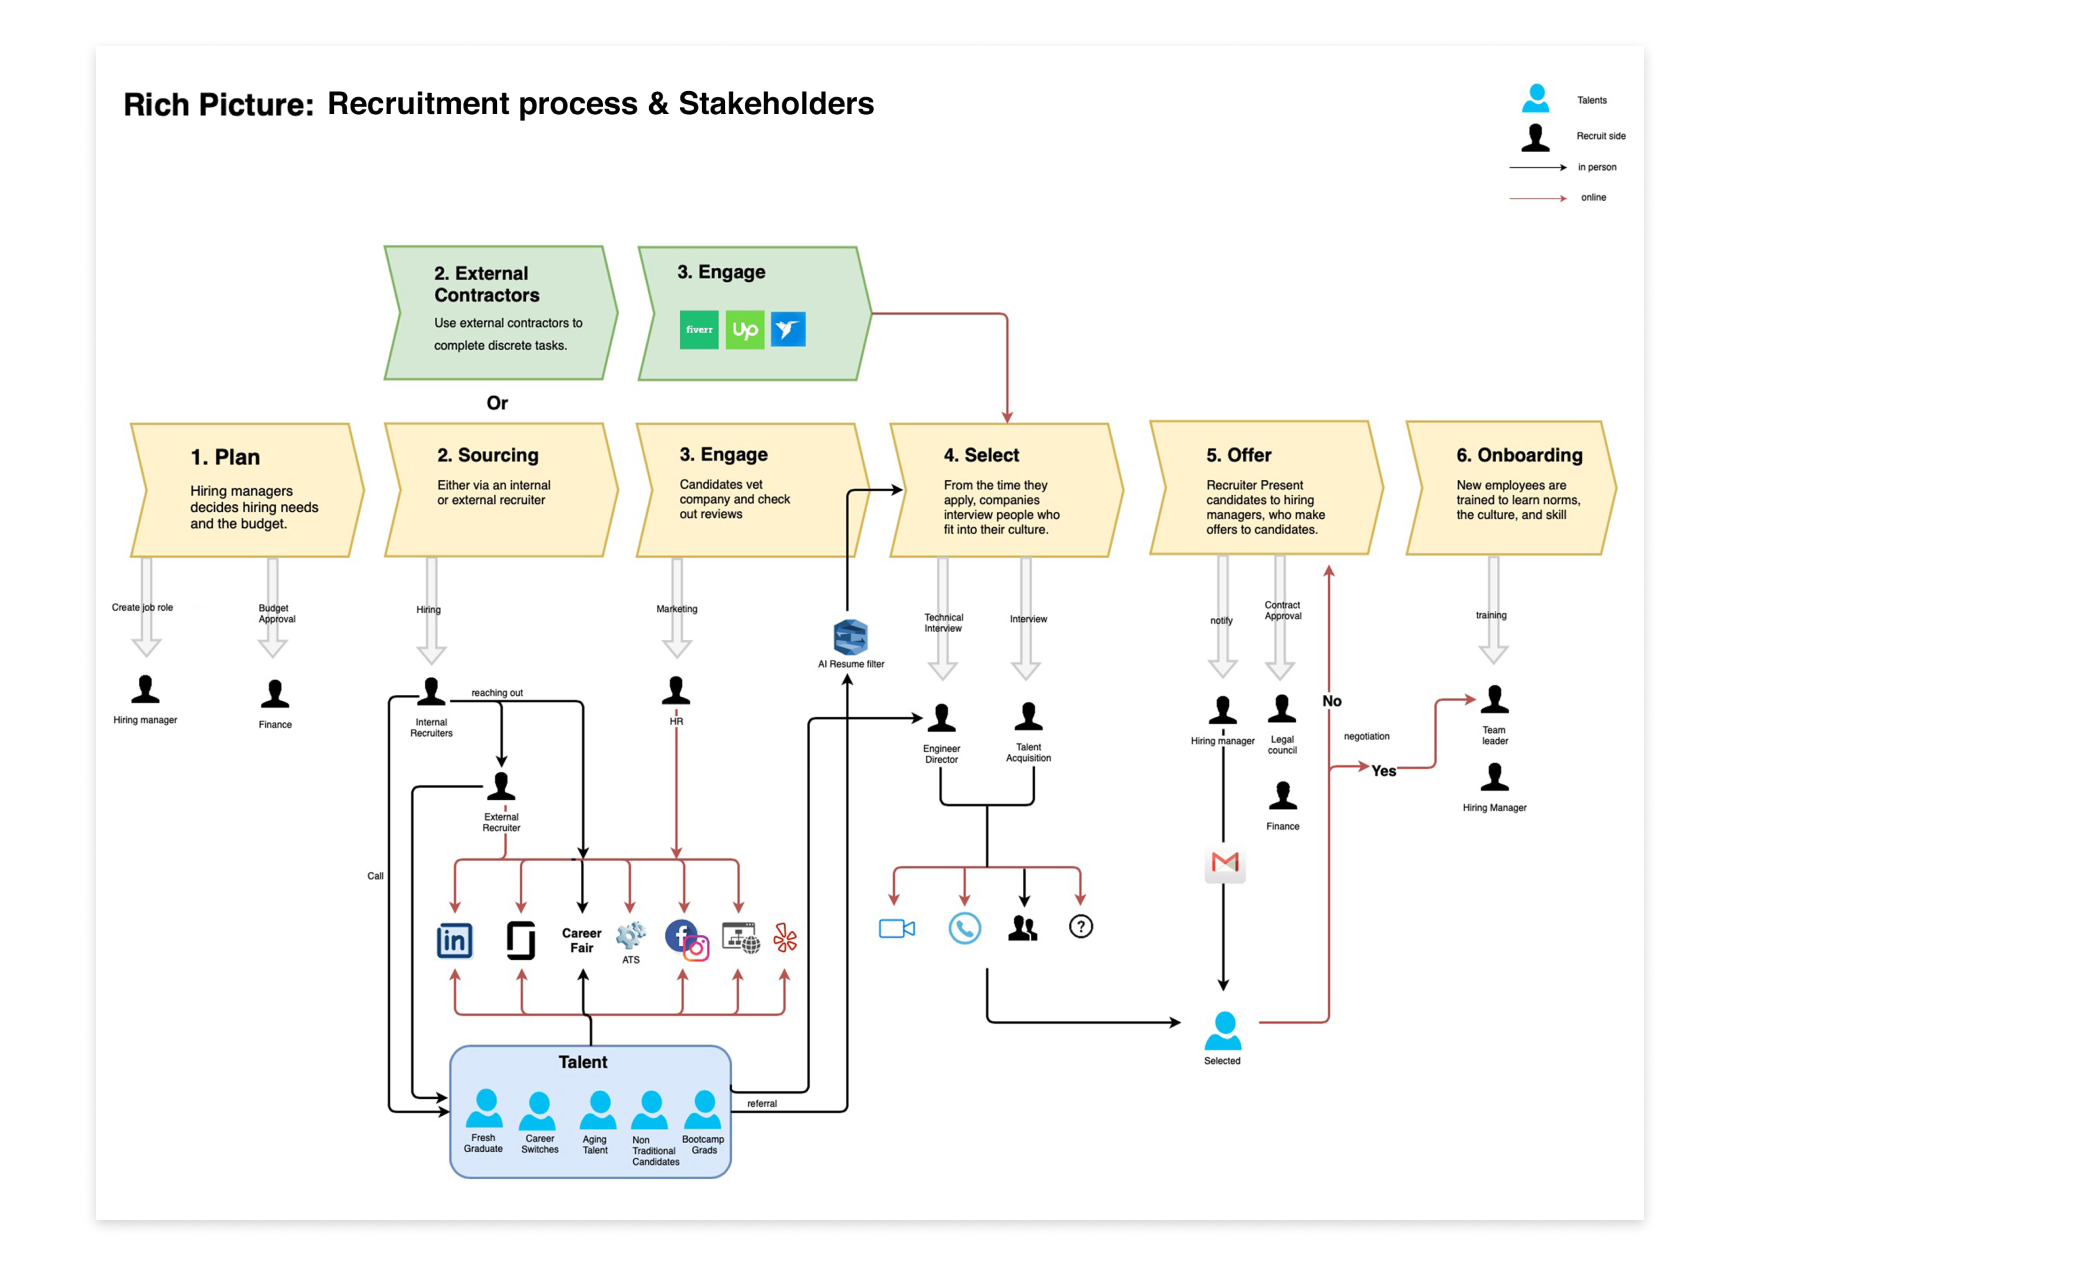 Rich Picture: Recruitment process & Stakeholders
Talents
Recruit side
in person
online
2. External
Contractors
Use external contractors to
complete discrete tasks.
3. Engage
fiverr
Up
Or
1. Plan
Hiring managers
decides hiring needs
and the budget.
2. Sourcing
Either via an internal
or external recruiter
3. Engage
Candidates vet
company and check
out reviews
4. Select
From the time they
apply, companies
interview people who
fit into their culture.
5. Offer
Recruiter Present
candidates to hiring
managers, who make
offers to candidates.
6. Onboarding
New employees are
trained to learn norms,
the culture, and skill
Create job role
Budget
Approval
Hiring
Marketing
Technical
Interview
Interview
notify
Contract
Approval
training
AI Resume filter
Hiring manager
Finance
Internal
Recruiters
reaching out
HR
Engineer
Director
Talent
Acquisition
Hiring manager
Legal
council
No
negotiation
Yes
Team
leader
Hiring Manager
Finance
External
Recruiter
Call
in
Career
Fair
ATS
f
?
Selected
Talent
Fresh
Graduate
Career
Switches
Aging
Talent
Non
Traditional
Candidates
Bootcamp
Grads
referral